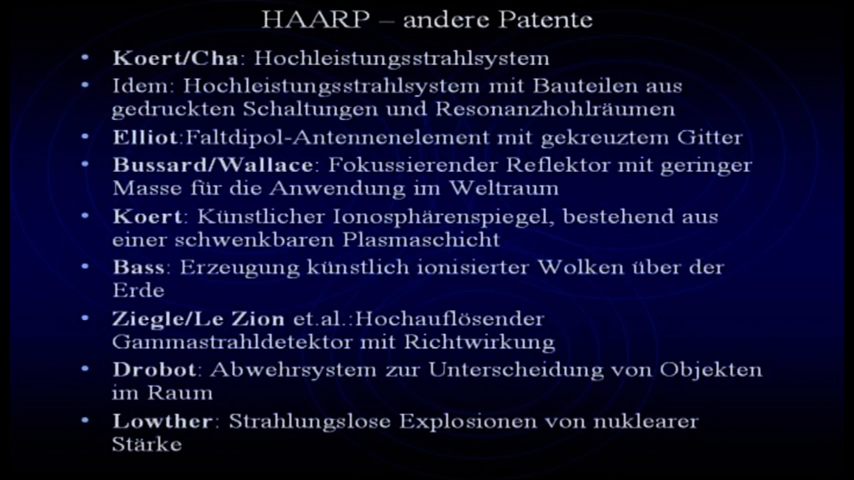 HAARP – andere Patente
• Koert/Cha: Hochleistungsstrahlsystem
• Idem: Hochleistungsstrahlsystem mit Bauteilen aus
gedruckten Schaltungen und Resonanzhohlräumen
• Elliot:Faltdipol-Antennenelement mit gekreuztem Gitter
• Bussard/Wallace: Fokussierender Reflektor mit geringer
Masse für die Anwendung im Weltraum
• Koert: Künstlicher Ionosphärenspiegel, bestehend aus
einer schwenkbaren Plasmaschicht
• Bass: Erzeugung künstlich ionisierter Wolken über der
Erde
• Ziegle/Le Zion et.al.:Hochauflösender
Gammastrahldetektor mit Richtwirkung
• Drobot: Abwehrsystem zur Unterscheidung von Objekten
im Raum
• Lowther: Strahlungslose Explosionen von nuklearer
Stärke